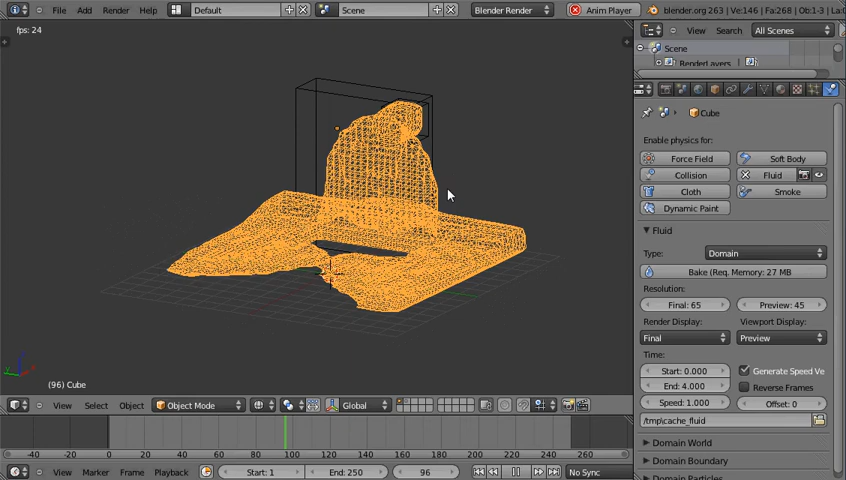 File Add Render Help Default Scene Blender Render Anim Player blender.org 263 | Ve:146 | Fa:268 | Ob:1-3 | La:
fps: 24
View Search All Scenes
Scene
RenderLayers
Cube
Enable physics for:
Force Field Soft Body
Collision Fluid
Cloth Smoke
Dynamic Paint
Fluid
Type: Domain
Bake (Req. Memory: 27 MB
Resolution:
Final: 65 Preview: 45
Render Display: Viewport Display:
Final Preview
Time:
Start: 0.000 Generate Speed Ve
End: 4.000 Reverse Frames
Speed: 1.000 Offset: 0
/tmp\cache_fluid
Domain World
Domain Boundary
Domain Particles
(96) Cube
View Select Object Object Mode Global
-40 -20 0 20 40 60 80 100 120 140 160 180 200 220 240 260
View Marker Frame Playback Start: 1 End: 250 96 No Sync